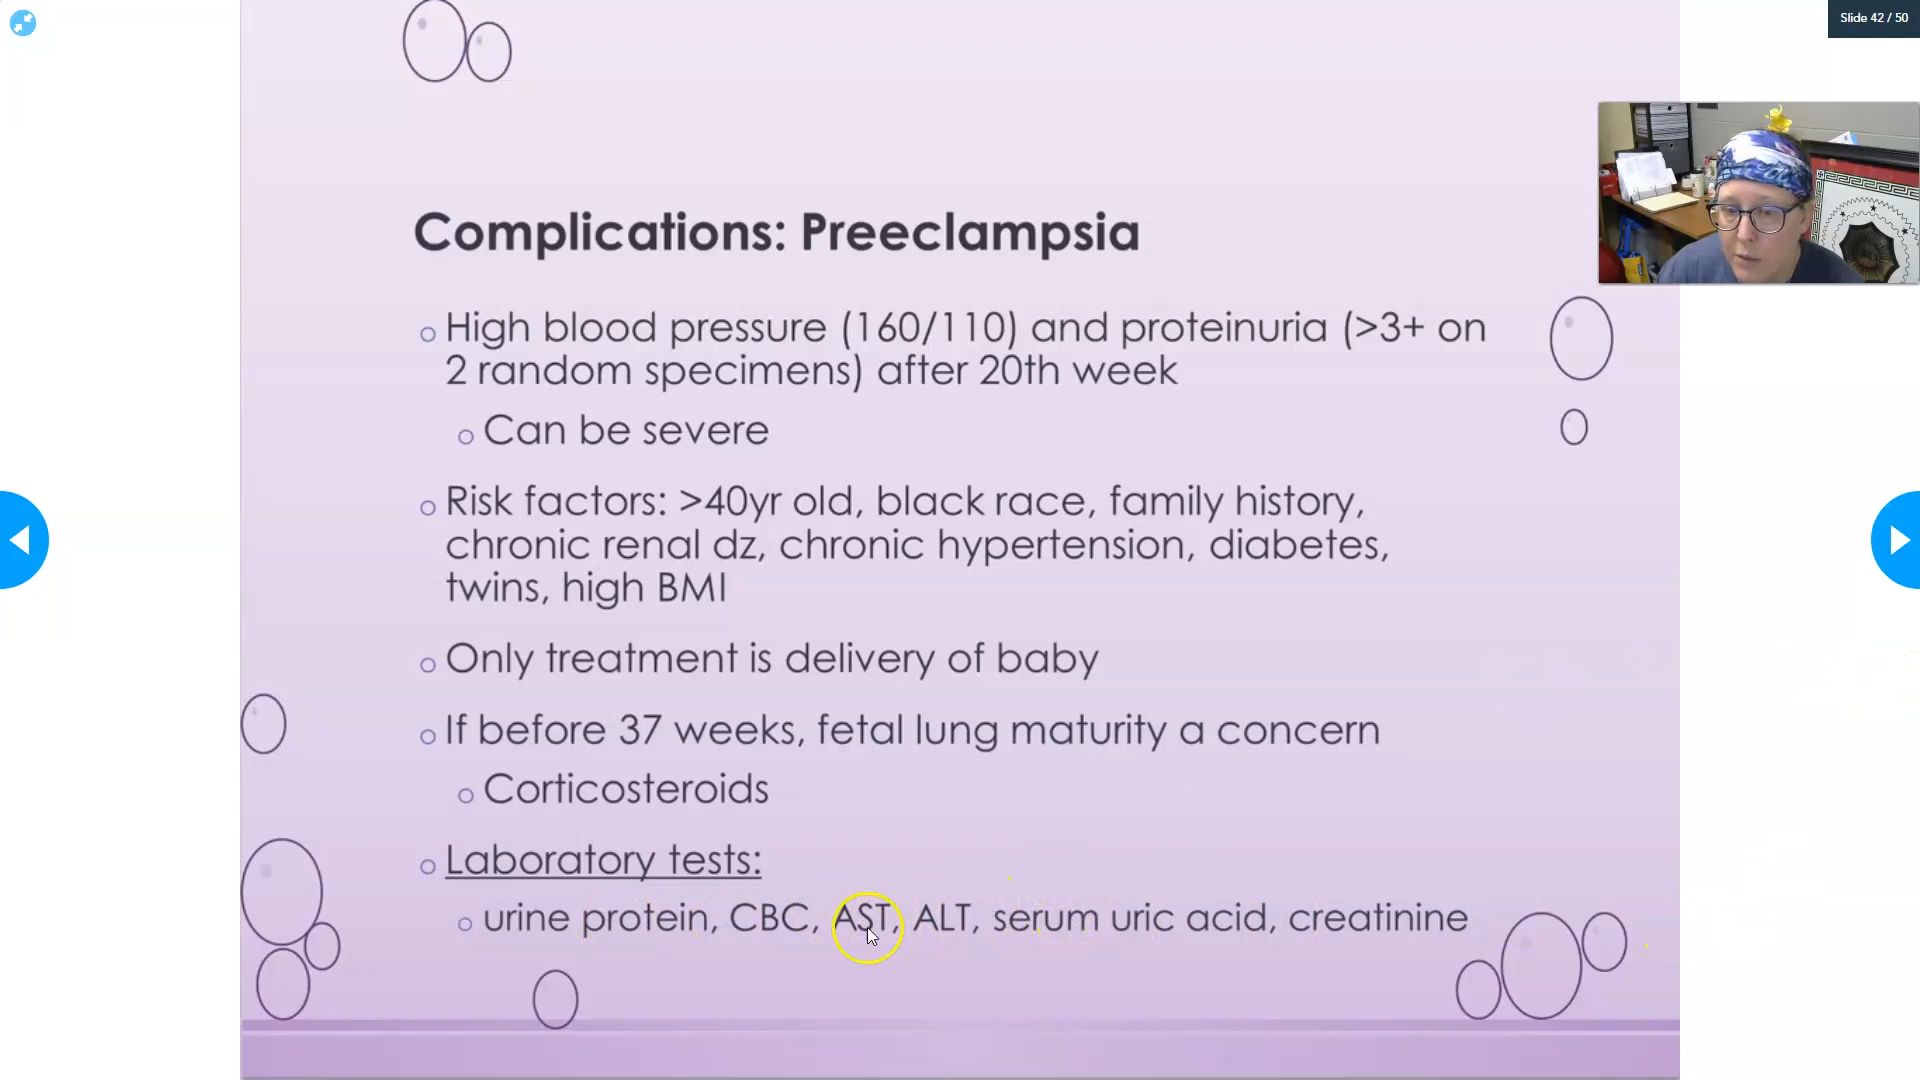 Slide 42 / 50
Complications: Preeclampsia
High blood pressure (160/110) and proteinuria (>3+ on
2 random specimens) after 20th week
Can be severe
Risk factors: >40yr old, black race, family history,
chronic renal dz, chronic hypertension, diabetes,
twins, high BMI
Only treatment is delivery of baby
If before 37 weeks, fetal lung maturity a concern
Corticosteroids
Laboratory tests:
urine protein, CBC, AST, ALT, serum uric acid, creatinine